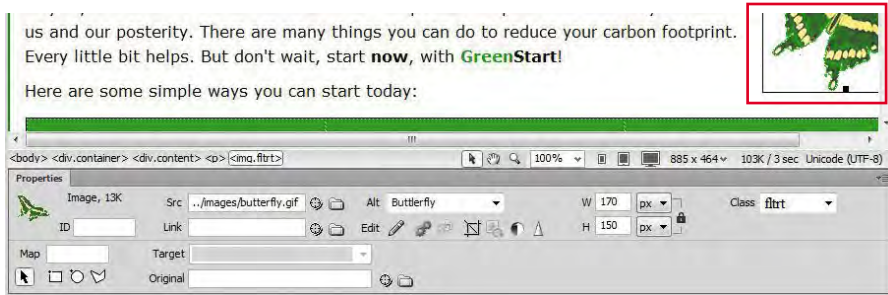 us and our posterity. There are many things you can do to reduce your carbon footprint.
Every little bit helps. But don't wait, start now, with GreenStart!
Here are some simple ways you can start today:
<body> <div.container> <div.content> <p> <img.fltrt> 100% 885 x 464 103K / 3 sec Unicode (UTF-8)
Properties
Image, 13K Src ../images/butterfly.gif Alt Buttlerfly W 170 px Class fltrt
ID Link Edit H 150 px
Map Target
Original